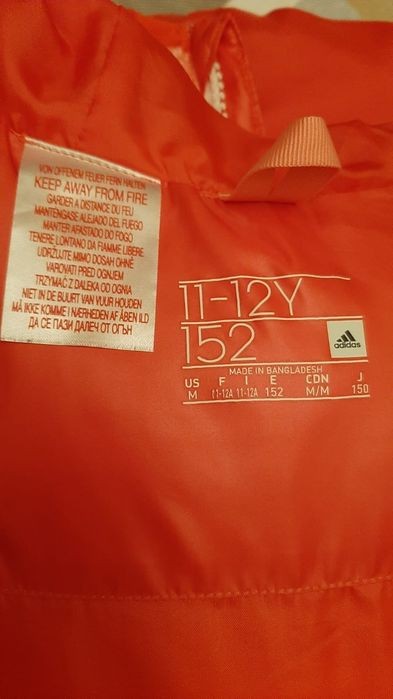 VON OFFENEM FEUER FERN HALTEN
KEEP AWAY FROM FIRE
GARDER A DISTANCE DU FEU
MANTENGASE ALEJADO DEL FUEGO
MANTER AFASTADO DO FOGO
TENERE LONTANO DA FIAMME LIBERE
UDRŽUJTE MIMO DOSAH OHNĚ
VAROVATI PRED OGNJEM
TRZYMAĆ Z DALEKA OD OGNIA
NIET IN DE BUURT VAN VUUR HOUDEN
MÅ IKKE KOMME I NÆRHEDEN AF ÅBEN ILD
ДА СЕ ПАЗИ ДАЛЕЧ ОТ ОГЪН
11-12Y
152
adidas
MADE IN BANGLADESH
US F I E CDN J
M 11-12A 11-12A 152 M/M 150